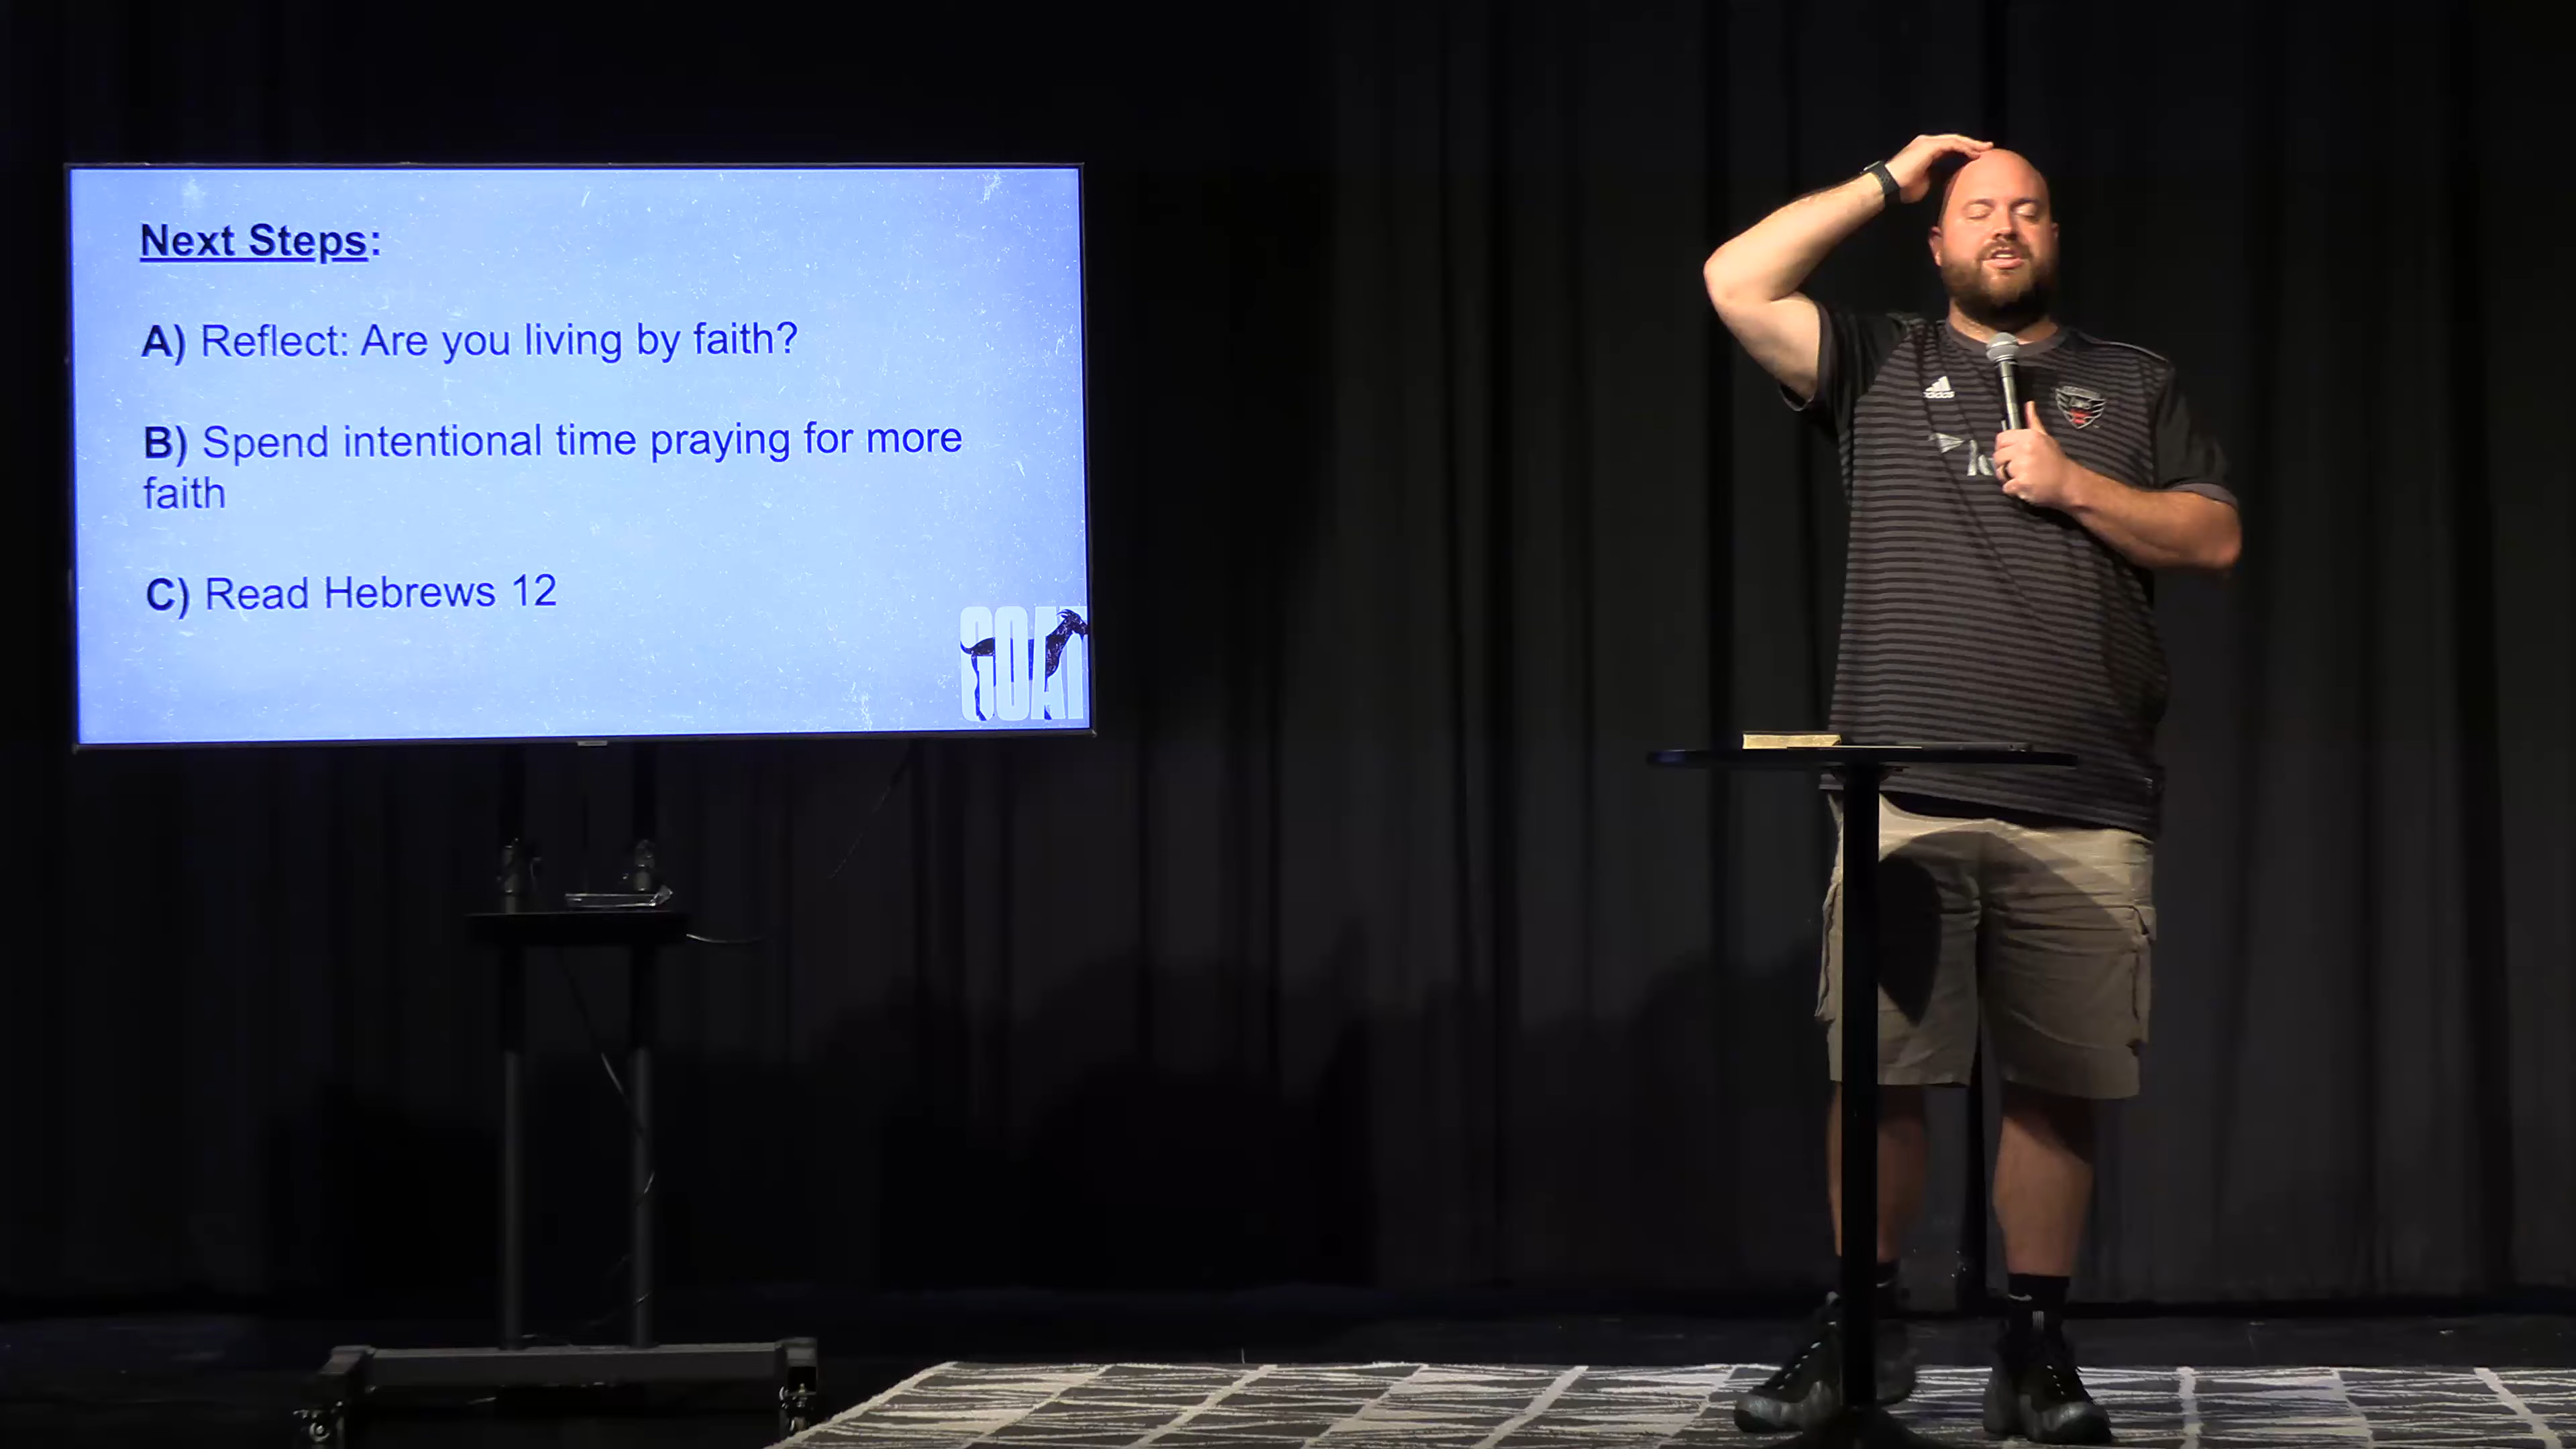 Next Steps:
A) Reflect: Are you living by faith?
B) Spend intentional time praying for more
faith
C) Read Hebrews 12
GOAT